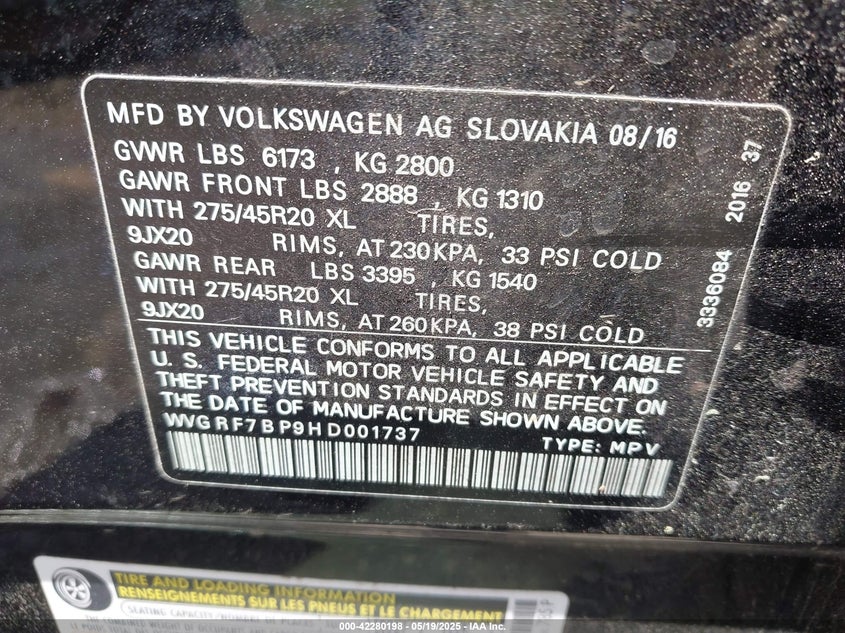 MFD BY VOLKSWAGEN AG SLOVAKIA 08/16
GVWR LBS 6173 , KG 2800
GAWR FRONT LBS 2888 , KG 1310
WITH 275/45R20 XL TIRES,
9JX20 RIMS, AT 230KPA, 33 PSI COLD
GAWR REAR LBS 3395 , KG 1540
WITH 275/45R20 XL TIRES,
9JX20 RIMS, AT 260KPA, 38 PSI COLD
THIS VEHICLE CONFORMS TO ALL APPLICABLE
U. S. FEDERAL MOTOR VEHICLE SAFETY AND
THEFT PREVENTION STANDARDS IN EFFECT ON
THE DATE OF MANUFACTURE SHOWN ABOVE.
WVGRF7BP9HD001737 TYPE: MPV
3336084 2016 37
TIRE AND LOADING INFORMATION
RENSEIGNEMENTS SUR LES PNEUS ET LE CHARGEMENT
SEATING CAPACITY/NOMBRE DE PLACES
000-42280198 - 05/19/2025 - IAA Inc.